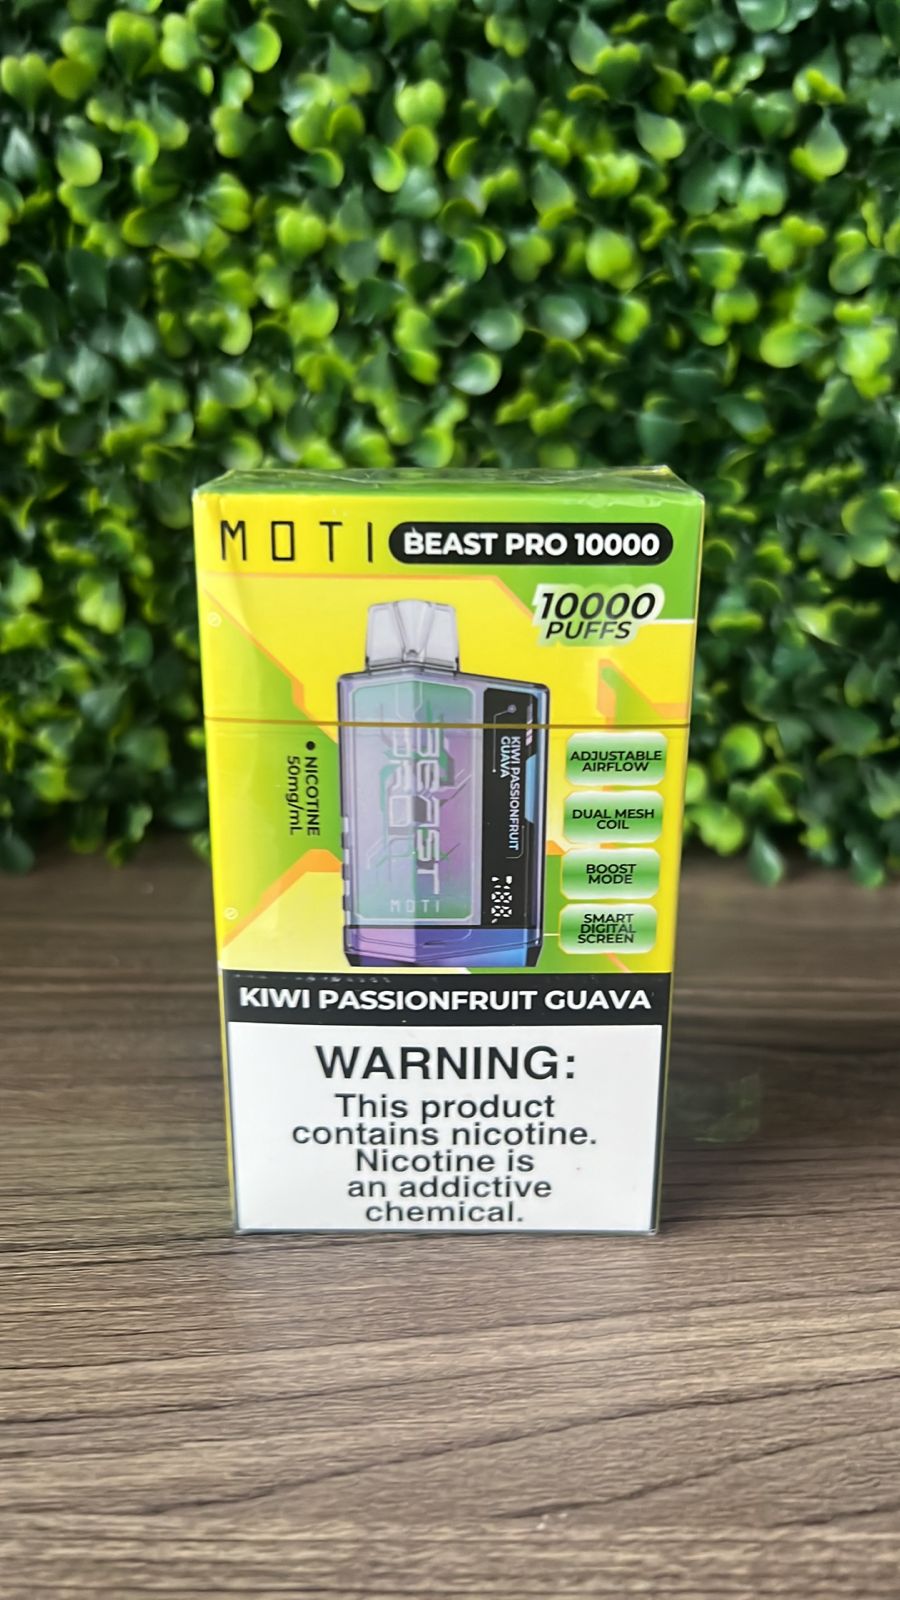 MOTI BEAST PRO 10000
10000
PUFFS
ADJUSTABLE
AIRFLOW
DUAL MESH
COIL
BOOST
MODE
SMART
DIGITAL
SCREEN
• NICOTINE
50mg/mL
KIWI PASSIONFRUIT
GUAVA
BEAST
PRO
MOTI
188
KIWI PASSIONFRUIT GUAVA
WARNING:
This product
contains nicotine.
Nicotine is
an addictive
chemical.